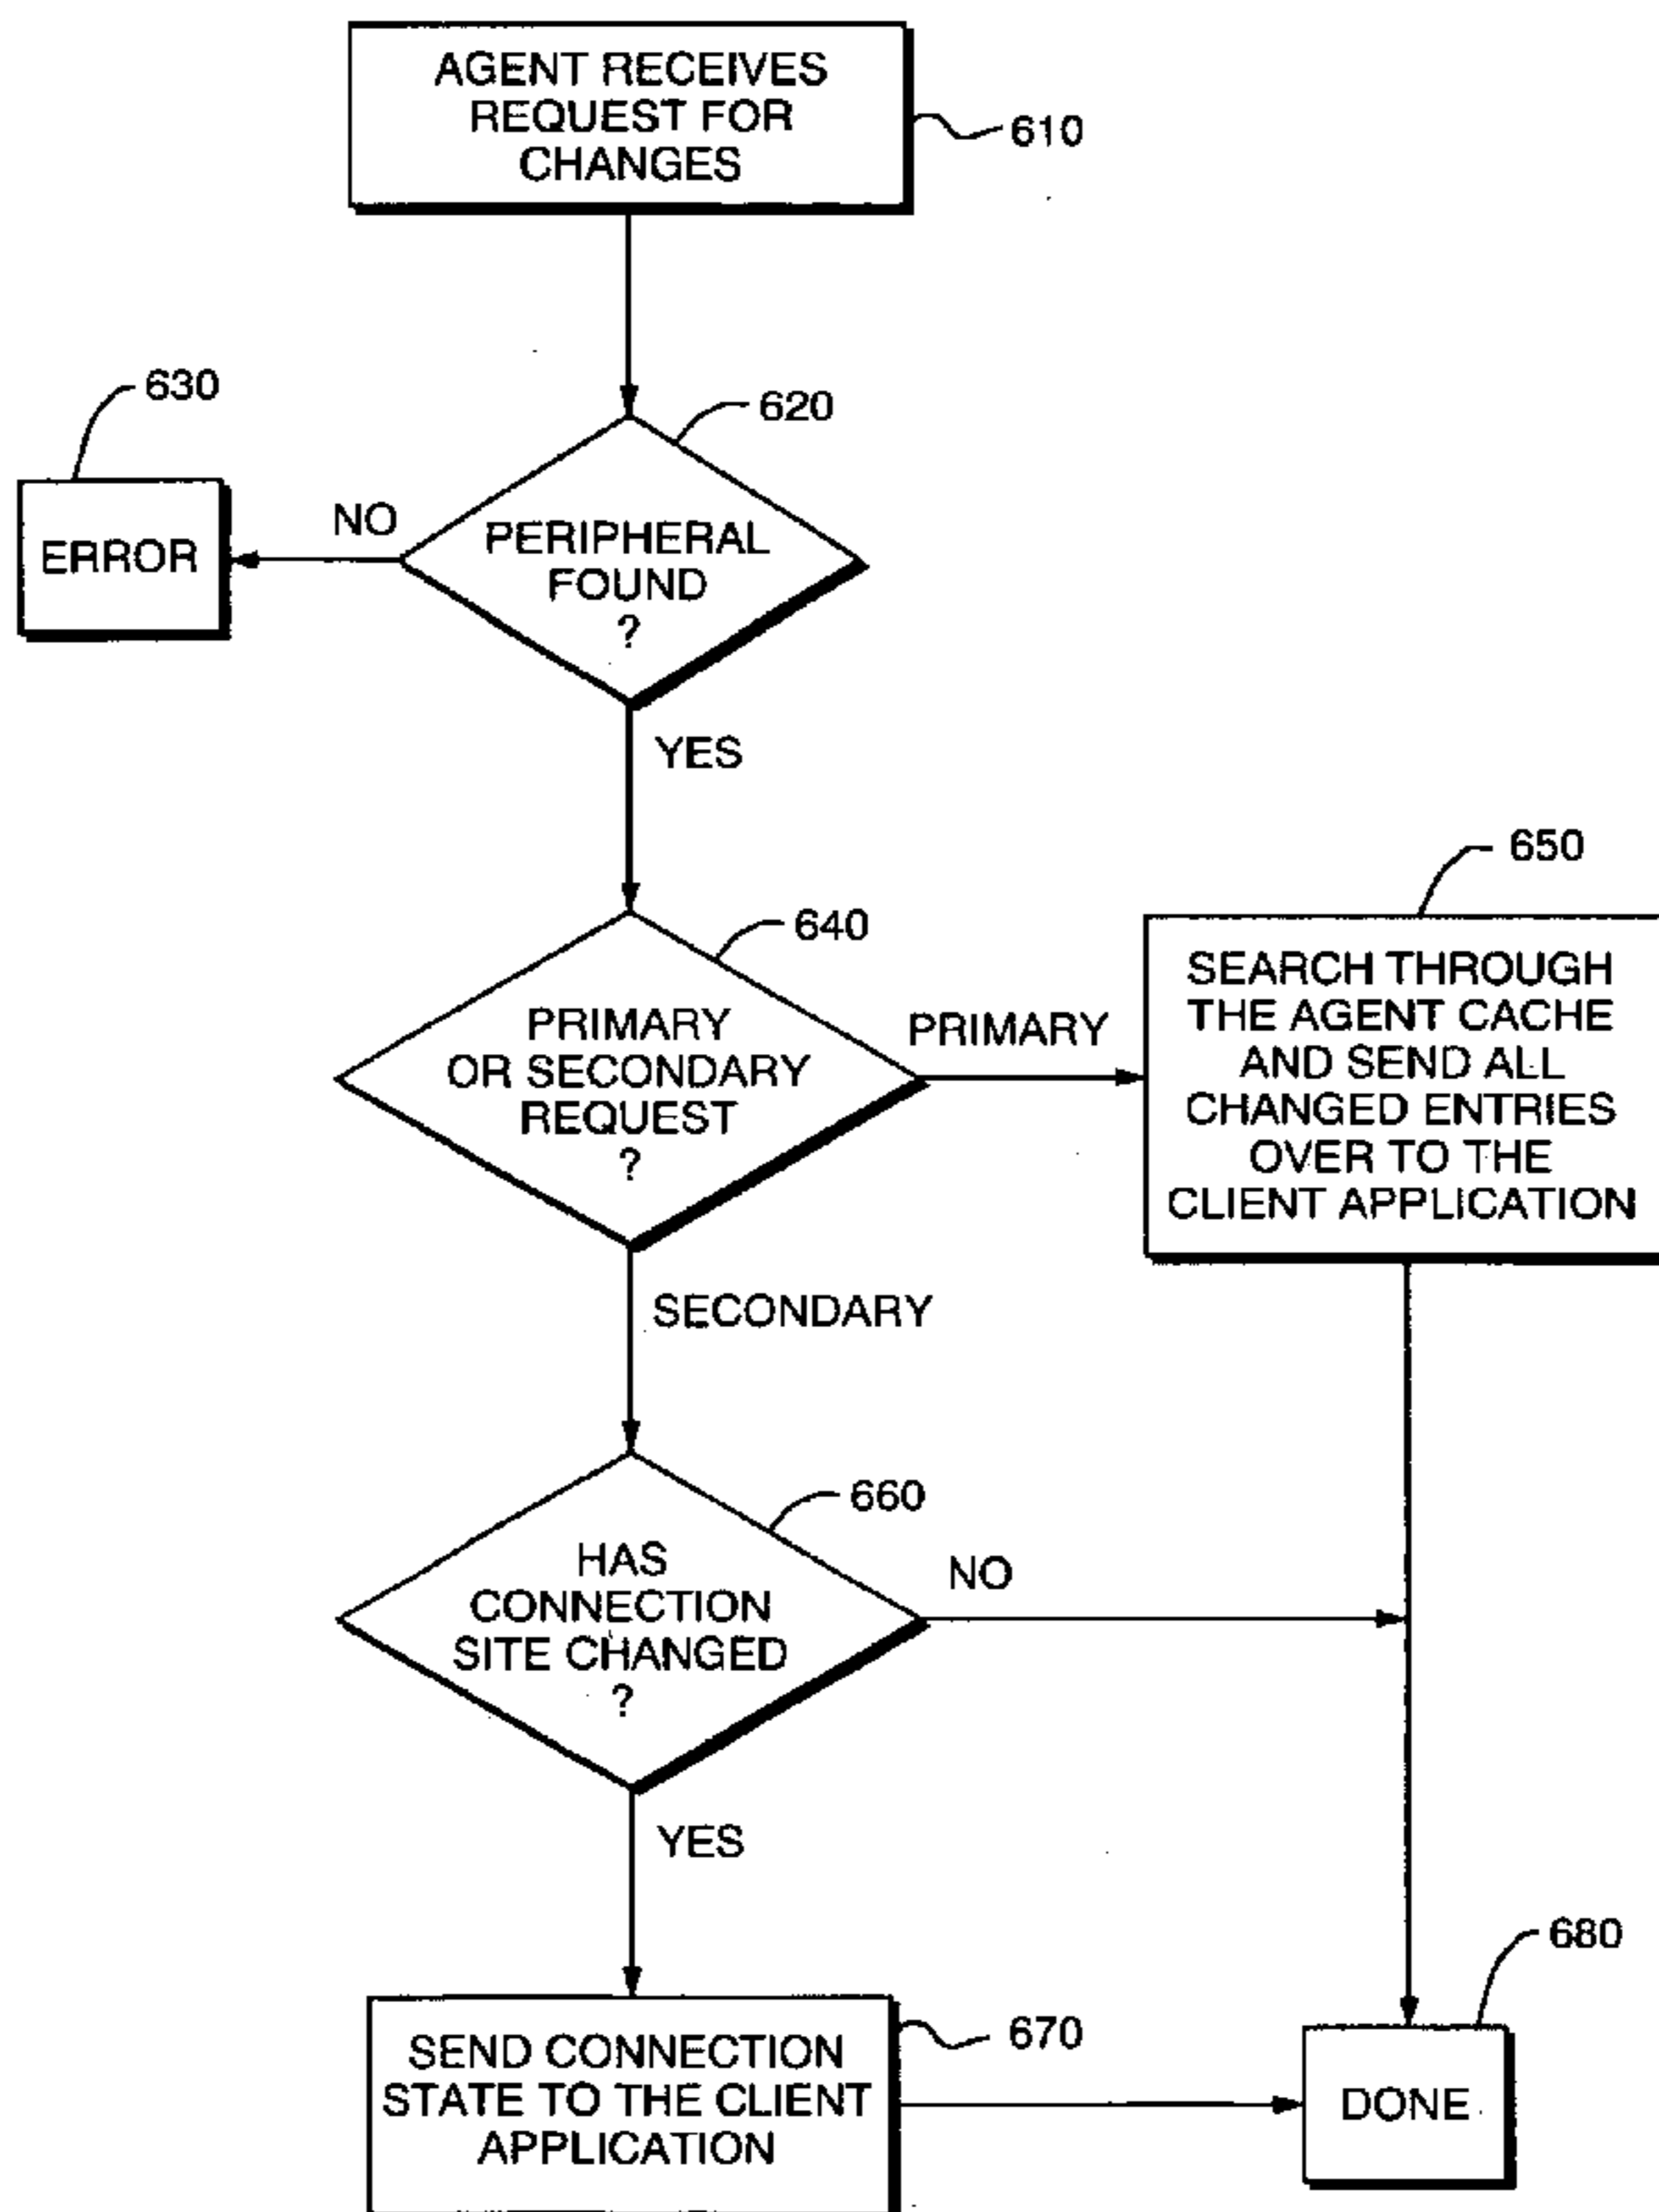 AGENT RECEIVES
REQUEST FOR
CHANGES
610
630
620
ERROR
NO
PERIPHERAL
FOUND
?
YES
640
650
PRIMARY
OR SECONDARY
REQUEST
?
PRIMARY
SEARCH THROUGH
THE AGENT CACHE
AND SEND ALL
CHANGED ENTRIES
OVER TO THE
CLIENT APPLICATION
SECONDARY
660
HAS
CONNECTION
SITE CHANGED
?
NO
YES
670
SEND CONNECTION
STATE TO THE CLIENT
APPLICATION
680
DONE